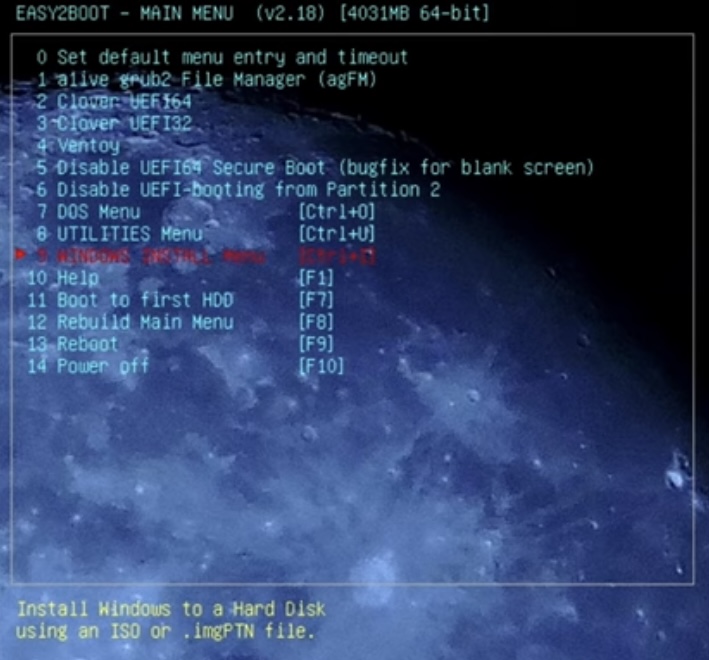 EASY2BOOT - MAIN MENU (v2.18) [4031MB 64-bit]
0 Set default menu entry and timeout
1 a1ive grub2 File Manager (agFM)
2 Clover UEFI64
3 Clover UEFI32
4 Ventoy
5 Disable UEFI64 Secure Boot (bugfix for blank screen)
6 Disable UEFI-booting from Partition 2
7 DOS Menu [Ctrl+O]
8 UTILITIES Menu [Ctrl+U]
9 WINDOWS INSTALL Menu
10 Help [F1]
11 Boot to first HDD [F7]
12 Rebuild Main Menu [F8]
13 Reboot [F9]
14 Power off [F10]
Install Windows to a Hard Disk
using an ISO or .imgPTN file.